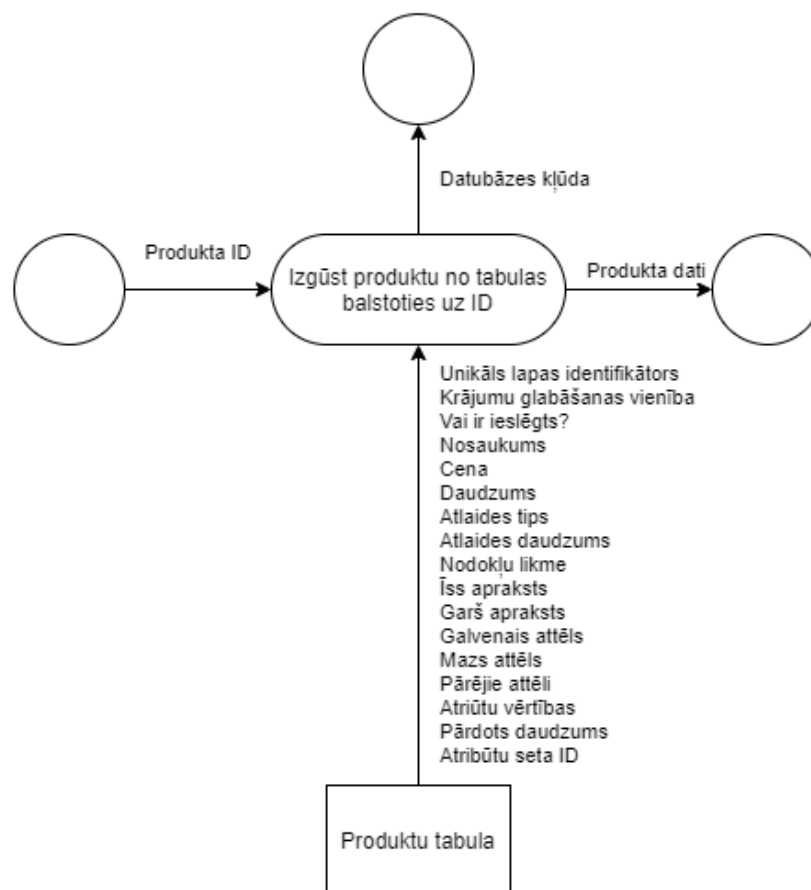 Datubāzes kļūda
Produkta ID
Izgūst produktu no tabulas
balstoties uz ID
Produkta dati
Unikāls lapas identifikātors
Krājumu glabāšanas vienība
Vai ir ieslēgts?
Nosaukums
Cena
Daudzums
Atlaides tips
Atlaides daudzums
Nodokļu likme
Īss apraksts
Garš apraksts
Galvenais attēls
Mazs attēls
Pārējie attēli
Atriūtu vērtības
Pārdots daudzums
Atribūtu seta ID
Produktu tabula